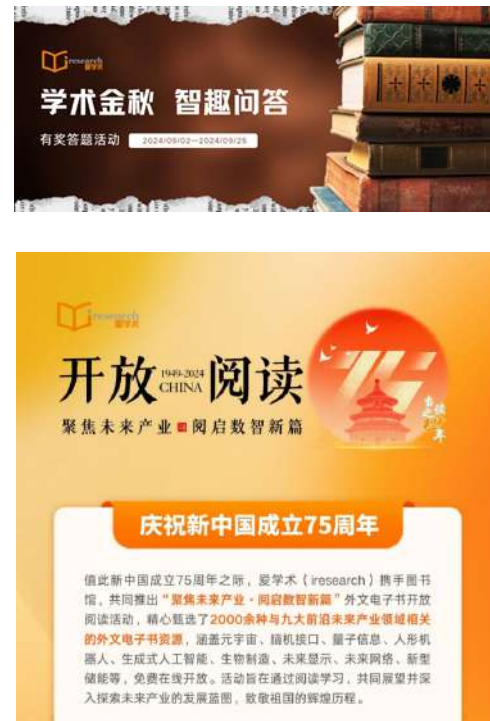 iresearch
爱学术
学术金秋 智趣问答
有奖答题活动 2024/09/02—2024/09/25
iresearch
爱学术
开放 1949-2024 CHINA 阅读
75
聚焦未来产业 阅启数智新篇
庆祝新中国成立75周年
值此新中国成立75周年之际，爱学术（iresearch）携手图书
馆，共同推出“聚焦未来产业·阅启数智新篇”外文电子书开放
阅读活动，精心甄选了2000余种与九大前沿未来产业领域相关
的外文电子书资源，涵盖元宇宙、脑机接口、量子信息、人形机
器人、生成式人工智能、生物制造、未来显示、未来网络、新型
储能等，免费在线开放。活动旨在通过阅读学习，共同展望并深
入探索未来产业的发展蓝图，致敬祖国的辉煌历程。